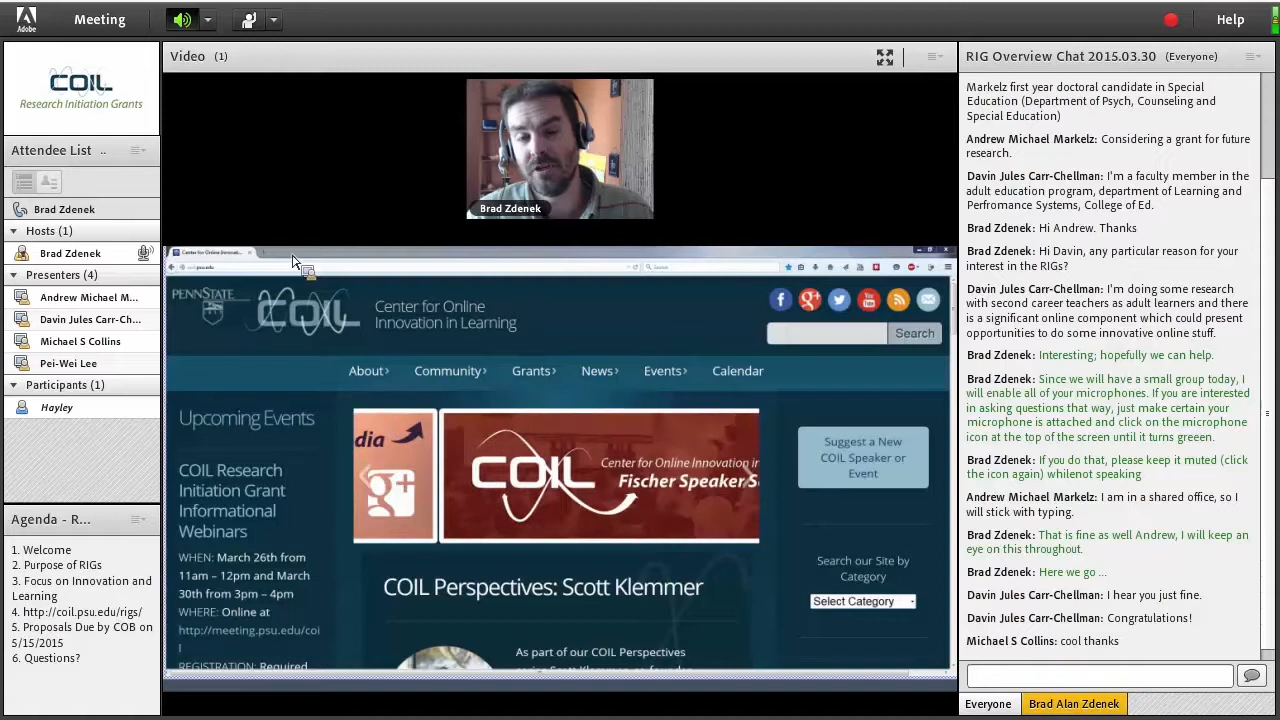 Adobe
Meeting
Help
COIL
Research Initiation Grants
Attendee List ..
Brad Zdenek
Hosts (1)
Brad Zdenek
Presenters (4)
Andrew Michael M...
Davin Jules Carr-Ch...
Michael S Collins
Pei-Wei Lee
Participants (1)
Hayley
Agenda - R...
1. Welcome
2. Purpose of RIGs
3. Focus on Innovation and
Learning
4. http://coil.psu.edu/rigs/
5. Proposals Due by COB on
5/15/2015
6. Questions?
Video (1)
Brad Zdenek
Center for Online Innovati...
coil.psu.edu
Search
PENNSTATE
COIL
Center for Online
Innovation in Learning
Search
About
Community
Grants
News
Events
Calendar
Upcoming Events
COIL Research
Initiation Grant
Informational
Webinars
WHEN: March 26th from
11am – 12pm and March
30th from 3pm – 4pm
WHERE: Online at
http://meeting.psu.edu/coi
l
REGISTRATION: Required
dia
g+
COIL
Center for Online Innovation in
Fischer Speaker S
COIL Perspectives: Scott Klemmer
As part of our COIL Perspectives
Suggest a New
COIL Speaker or
Event
Search our Site by
Category
Select Category
RIG Overview Chat 2015.03.30 (Everyone)
Markelz first year doctoral candidate in Special
Education (Department of Psych, Counseling and
Special Education)
Andrew Michael Markelz: Considering a grant for future
research.
Davin Jules Carr-Chellman: I'm a faculty member in the
adult education program, department of Learning and
Perfromance Systems, College of Ed.
Brad Zdenek: Hi Andrew. Thanks
Brad Zdenek: Hi Davin, any particular reason for your
interest in the RIGs?
Davin Jules Carr-Chellman: I'm doing some research
with second career teachers as adult learners and there
is a significant online component which could present
opportunities to do some innovative online stuff.
Brad Zdenek: Interesting; hopefully we can help.
Brad Zdenek: Since we will have a small group today, I
will enable all of your microphones. If you are interested
in asking questions that way, just make certain your
microphone is attached and click on the microphone
icon at the top of the screen until it turns greeen.
Brad Zdenek: If you do that, please keep it muted (click
the icon again) whilenot speaking
Andrew Michael Markelz: I am in a shared office, so I
will stick with typing.
Brad Zdenek: That is fine as well Andrew, I will keep an
eye on this throughout.
Brad Zdenek: Here we go ...
Davin Jules Carr-Chellman: I hear you just fine.
Davin Jules Carr-Chellman: Congratulations!
Michael S Collins: cool thanks
Everyone
Brad Alan Zdenek